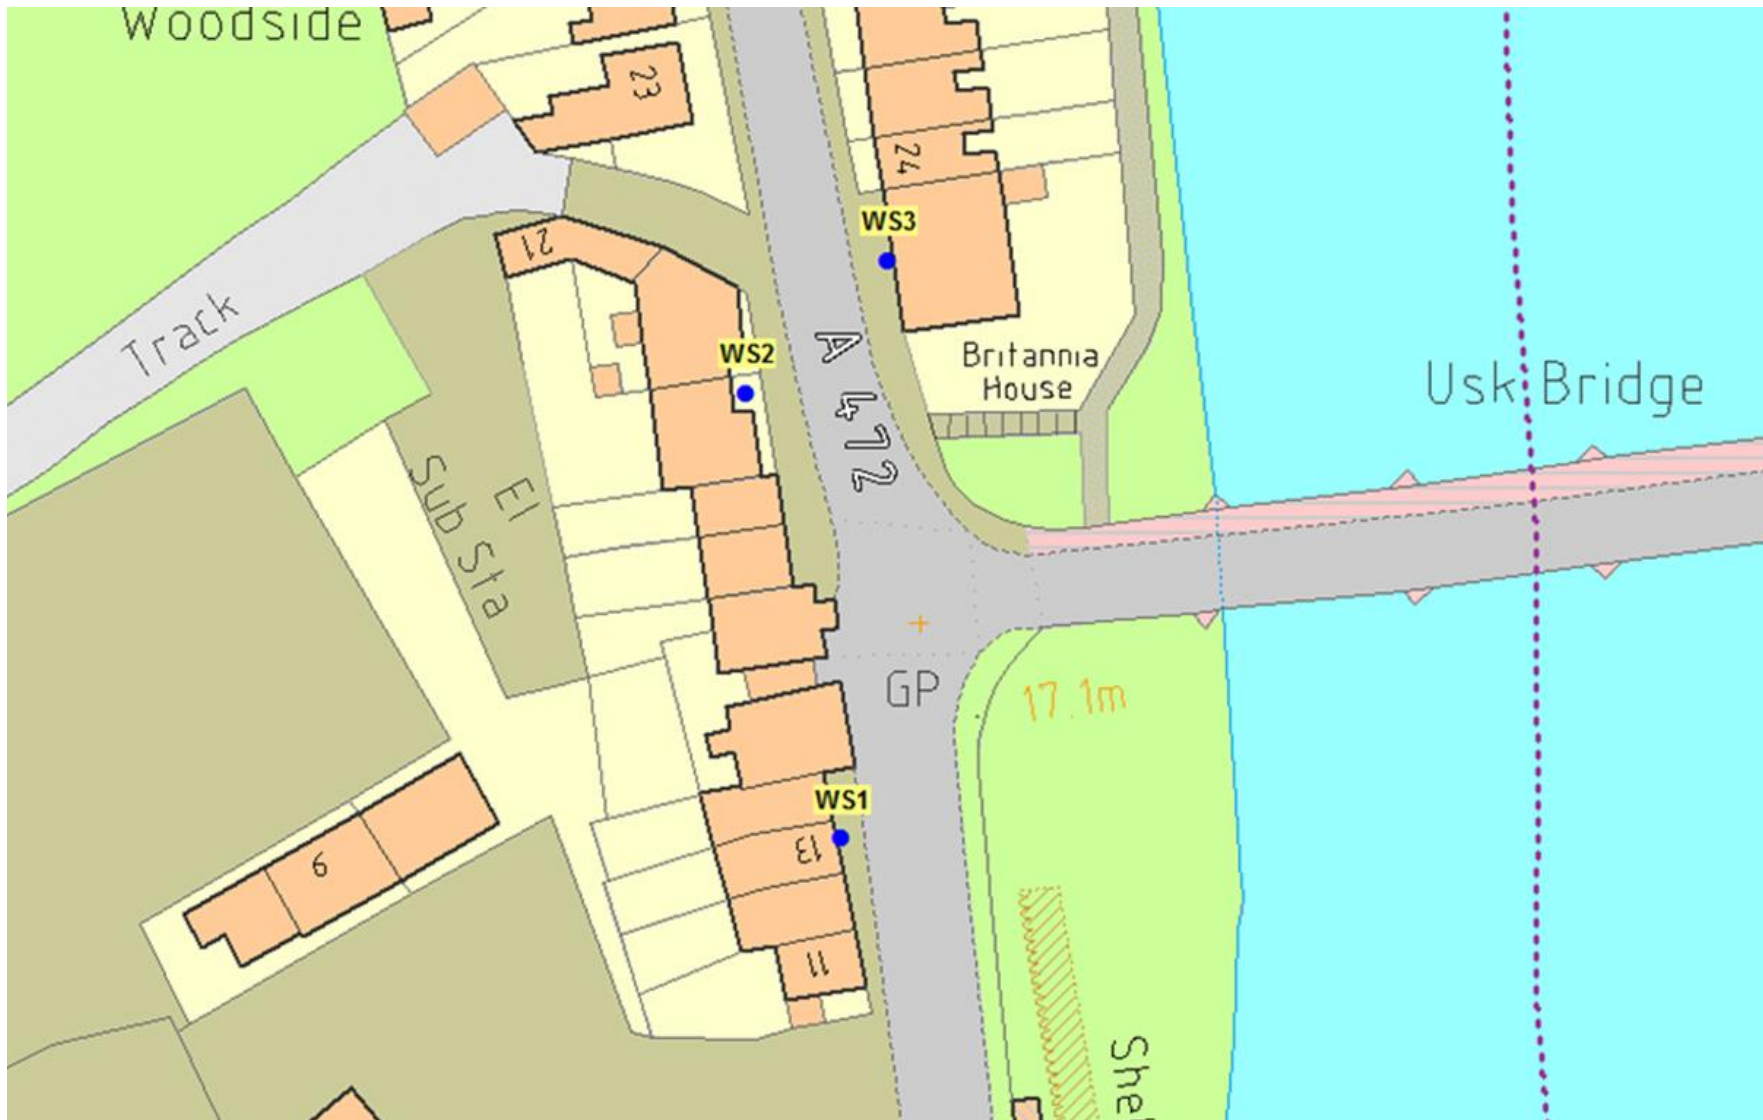 Woodside
23
24
WS3
21
Track
WS2
A 472
Britannia
House
Usk Bridge
El
Sub Sta
GP
17.1m
WS1
13
9
11
She